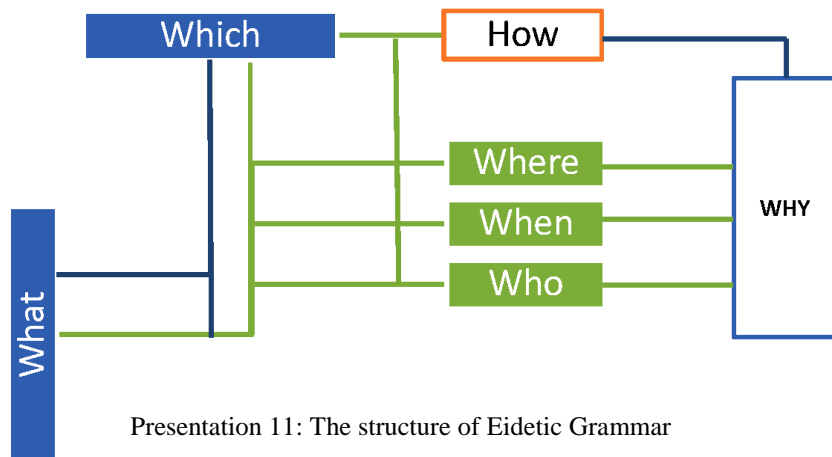 Which
How
Where
When
WHY
Who
What
Presentation 11: The structure of Eidetic Grammar